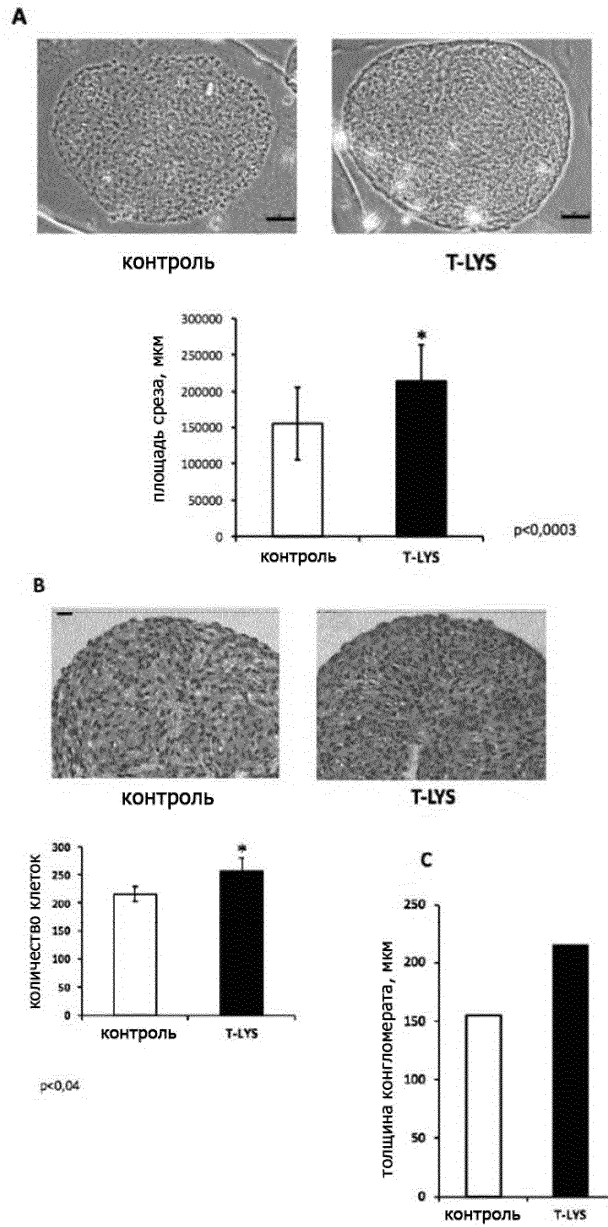 A
контроль
T-LYS
площадь среза, мкм
300000
250000
200000
150000
100000
50000
0
*
контроль
T-LYS
p<0,0003
B
контроль
T-LYS
количество клеток
300
250
200
150
100
50
0
*
контроль
T-LYS
p<0,04
C
толщина конгломерата, мкм
250
200
150
100
50
0
контроль
T-LYS